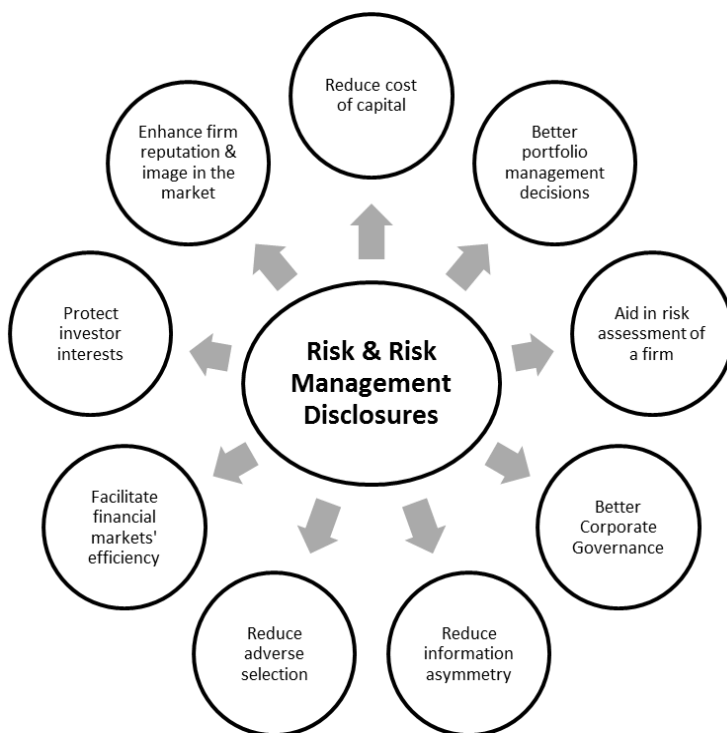 Reduce cost
of capital
Better
portfolio
management
decisions
Aid in risk
assessment of
a firm
Better
Corporate
Governance
Reduce
information
asymmetry
Reduce
adverse
selection
Facilitate
financial
markets'
efficiency
Protect
investor
interests
Enhance firm
reputation &
image in the
market
Risk & Risk
Management
Disclosures